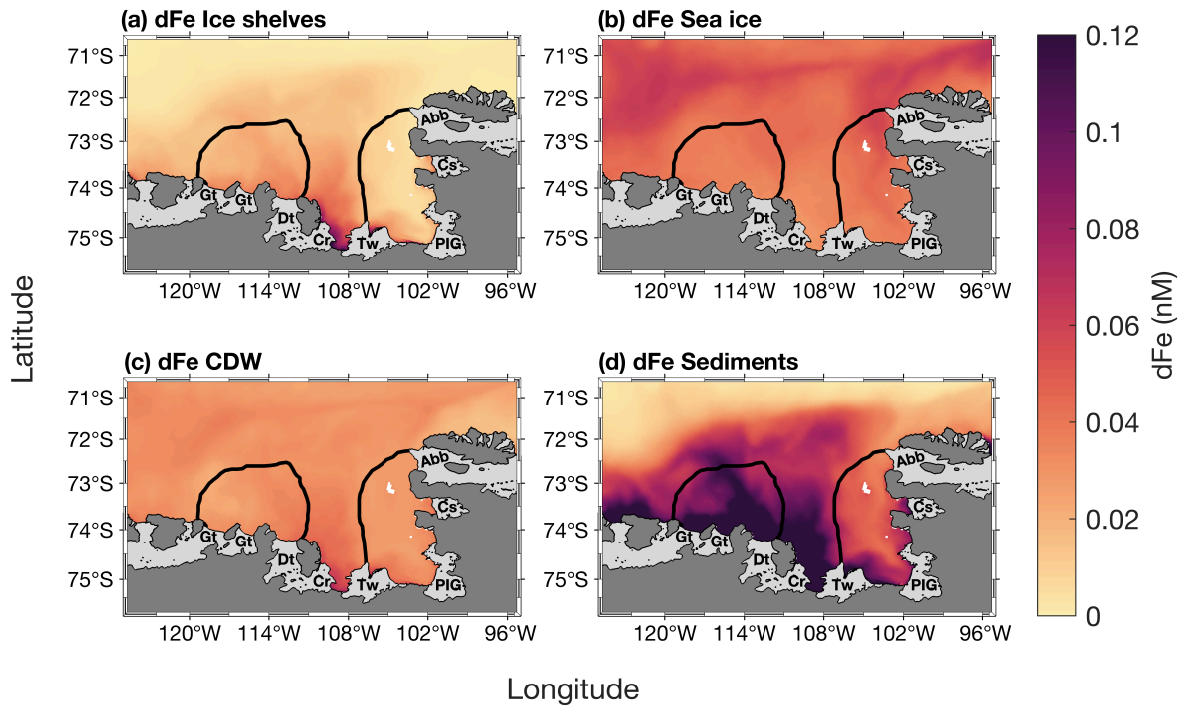 (a) dFe Ice shelves
(b) dFe Sea ice
71°S
72°S
73°S
74°S
75°S
Abb
Cs
Gt
Gt
Dt
Cr
Tw
PIG
120°W
114°W
108°W
102°W
96°W
71°S
72°S
73°S
74°S
75°S
Abb
Cs
Gt
Gt
Dt
Cr
Tw
PIG
120°W
114°W
108°W
102°W
96°W
(c) dFe CDW
(d) dFe Sediments
71°S
72°S
73°S
74°S
75°S
Abb
Cs
Gt
Gt
Dt
Cr
Tw
PIG
120°W
114°W
108°W
102°W
96°W
71°S
72°S
73°S
74°S
75°S
Abb
Cs
Gt
Gt
Dt
Cr
Tw
PIG
120°W
114°W
108°W
102°W
96°W
Latitude
Longitude
0.12
0.1
0.08
0.06
0.04
0.02
0
dFe (nM)